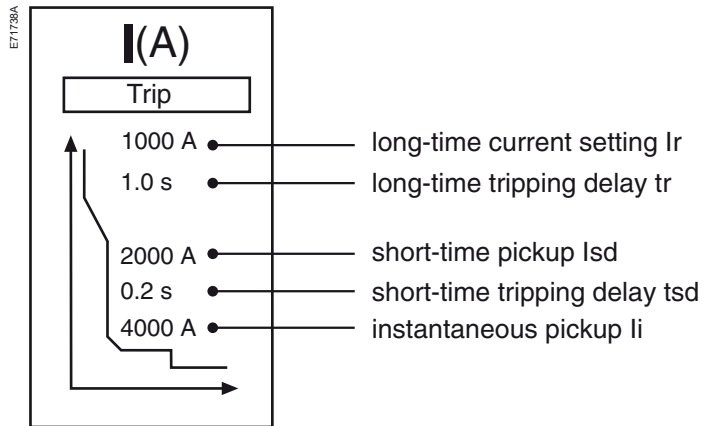 E71738A
I(A)
Trip
1000 A long-time current setting Ir
1.0 s long-time tripping delay tr
2000 A short-time pickup Isd
0.2 s short-time tripping delay tsd
4000 A instantaneous pickup Ii